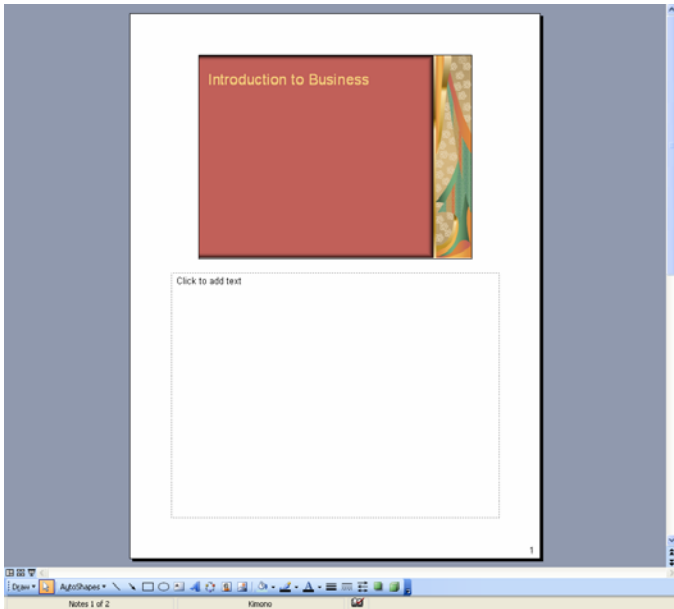 Introduction to Business
Click to add text
1
Draw AutoShapes A
Notes 1 of 2 Kimono